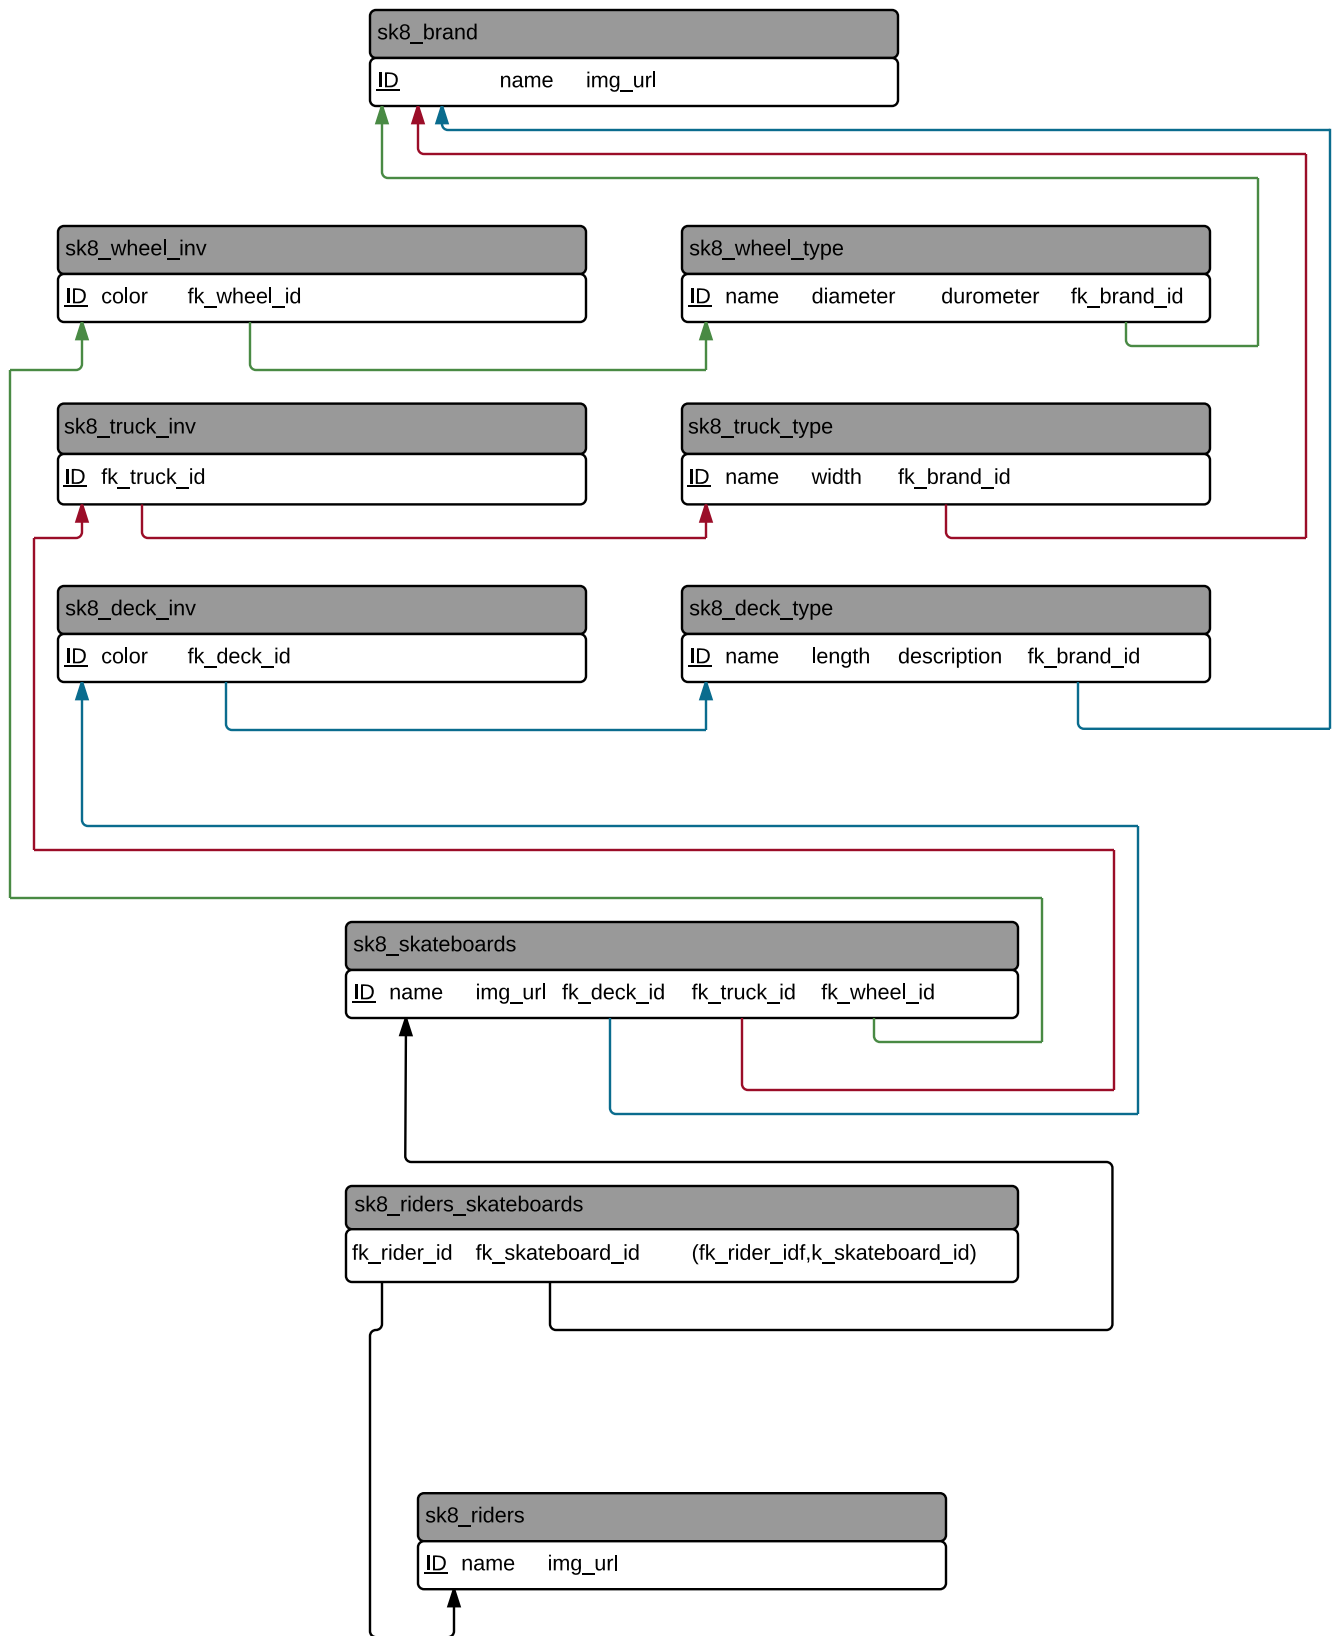 sk8_brand
ID name img_url
sk8_wheel_inv
ID color fk_wheel_id
sk8_wheel_type
ID name diameter durometer fk_brand_id
sk8_truck_inv
ID fk_truck_id
sk8_truck_type
ID name width fk_brand_id
sk8_deck_inv
ID color fk_deck_id
sk8_deck_type
ID name length description fk_brand_id
sk8_skateboards
ID name img_url fk_deck_id fk_truck_id fk_wheel_id
sk8_riders_skateboards
fk_rider_id fk_skateboard_id (fk_rider_idf,k_skateboard_id)
sk8_riders
ID name img_url